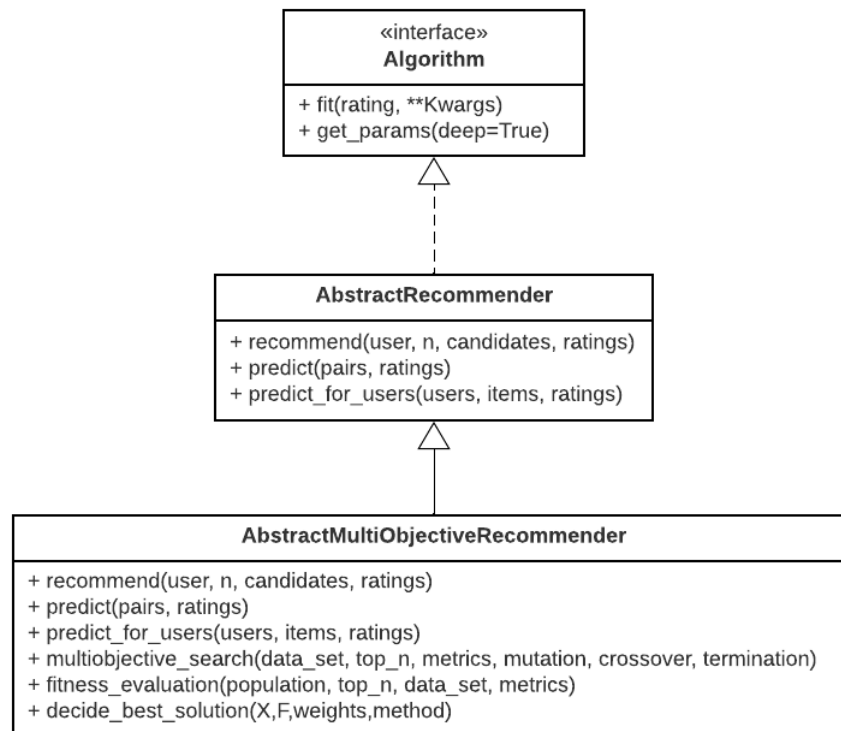 «interface»
Algorithm
+ fit(rating, **Kwargs)
+ get_params(deep=True)
AbstractRecommender
+ recommend(user, n, candidates, ratings)
+ predict(pairs, ratings)
+ predict_for_users(users, items, ratings)
AbstractMultiObjectiveRecommender
+ recommend(user, n, candidates, ratings)
+ predict(pairs, ratings)
+ predict_for_users(users, items, ratings)
+ multiobjective_search(data_set, top_n, metrics, mutation, crossover, termination)
+ fitness_evaluation(population, top_n, data_set, metrics)
+ decide_best_solution(X,F,weights,method)